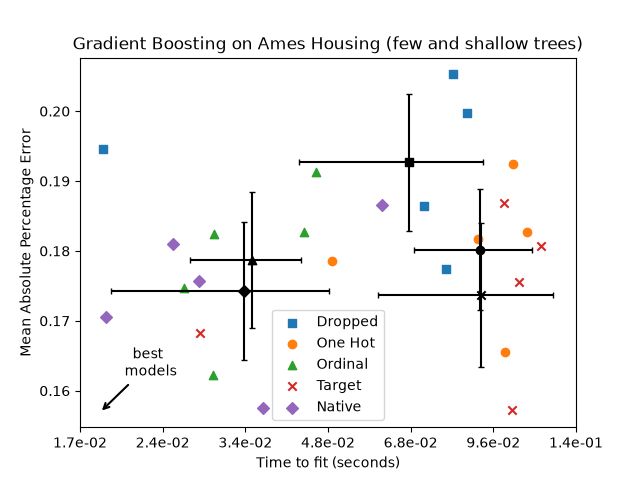 Gradient Boosting on Ames Housing (few and shallow trees)
Mean Absolute Percentage Error
0.20
0.19
0.18
0.17
0.16
best
models
Dropped
One Hot
Ordinal
Target
Native
1.7e-02 2.4e-02 3.4e-02 4.8e-02 6.8e-02 9.6e-02 1.4e-01
Time to fit (seconds)